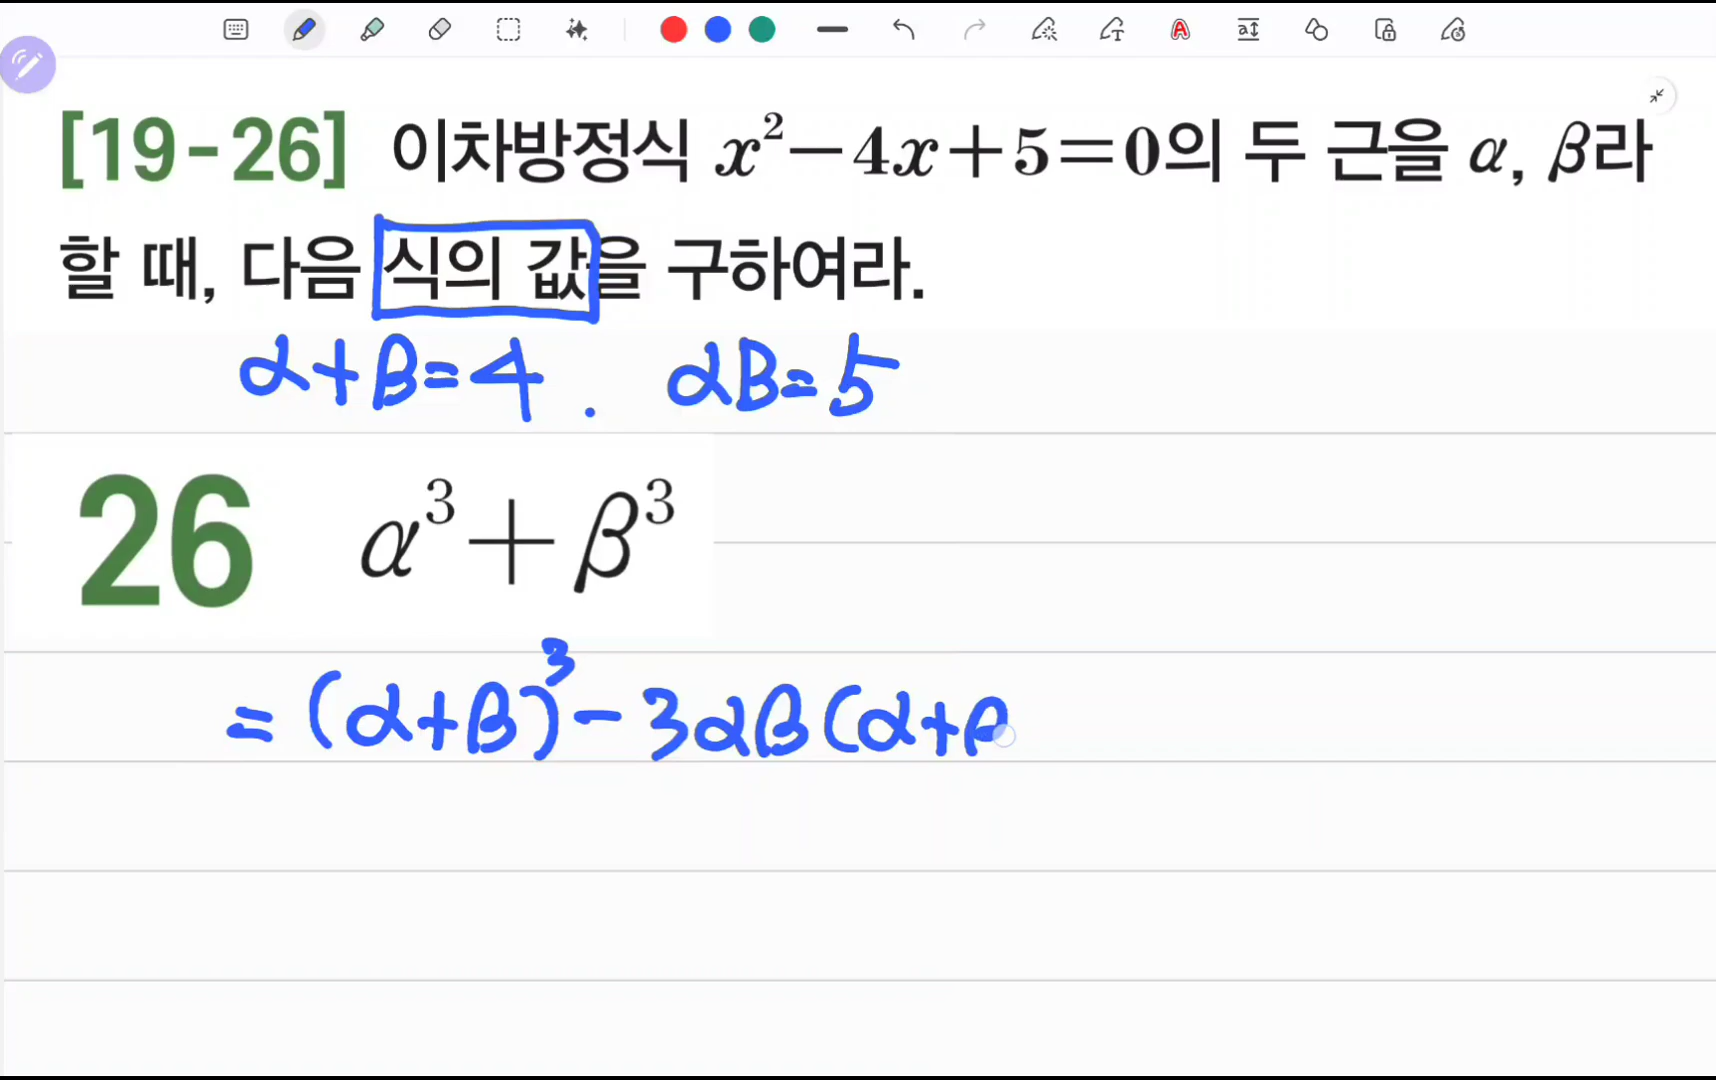 [19-26] 이차방정식 x²-4x+5=0의 두 근을 α, β라
할 때, 다음 식의 값을 구하여라.
α+β=4 . αβ=5
26 α³+β³
= (α+β)³-3αβ(α+β